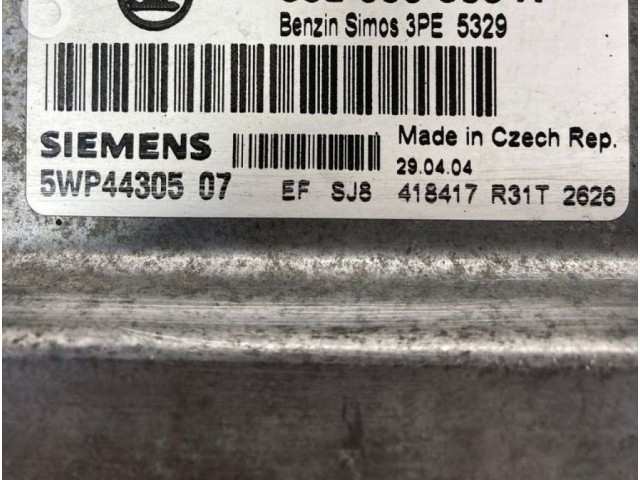 Benzin Simos 3PE 5329
SIEMENS
Made in Czech Rep.
29.04.04
5WP44305 07 EF SJ8 418417 R31T 2626